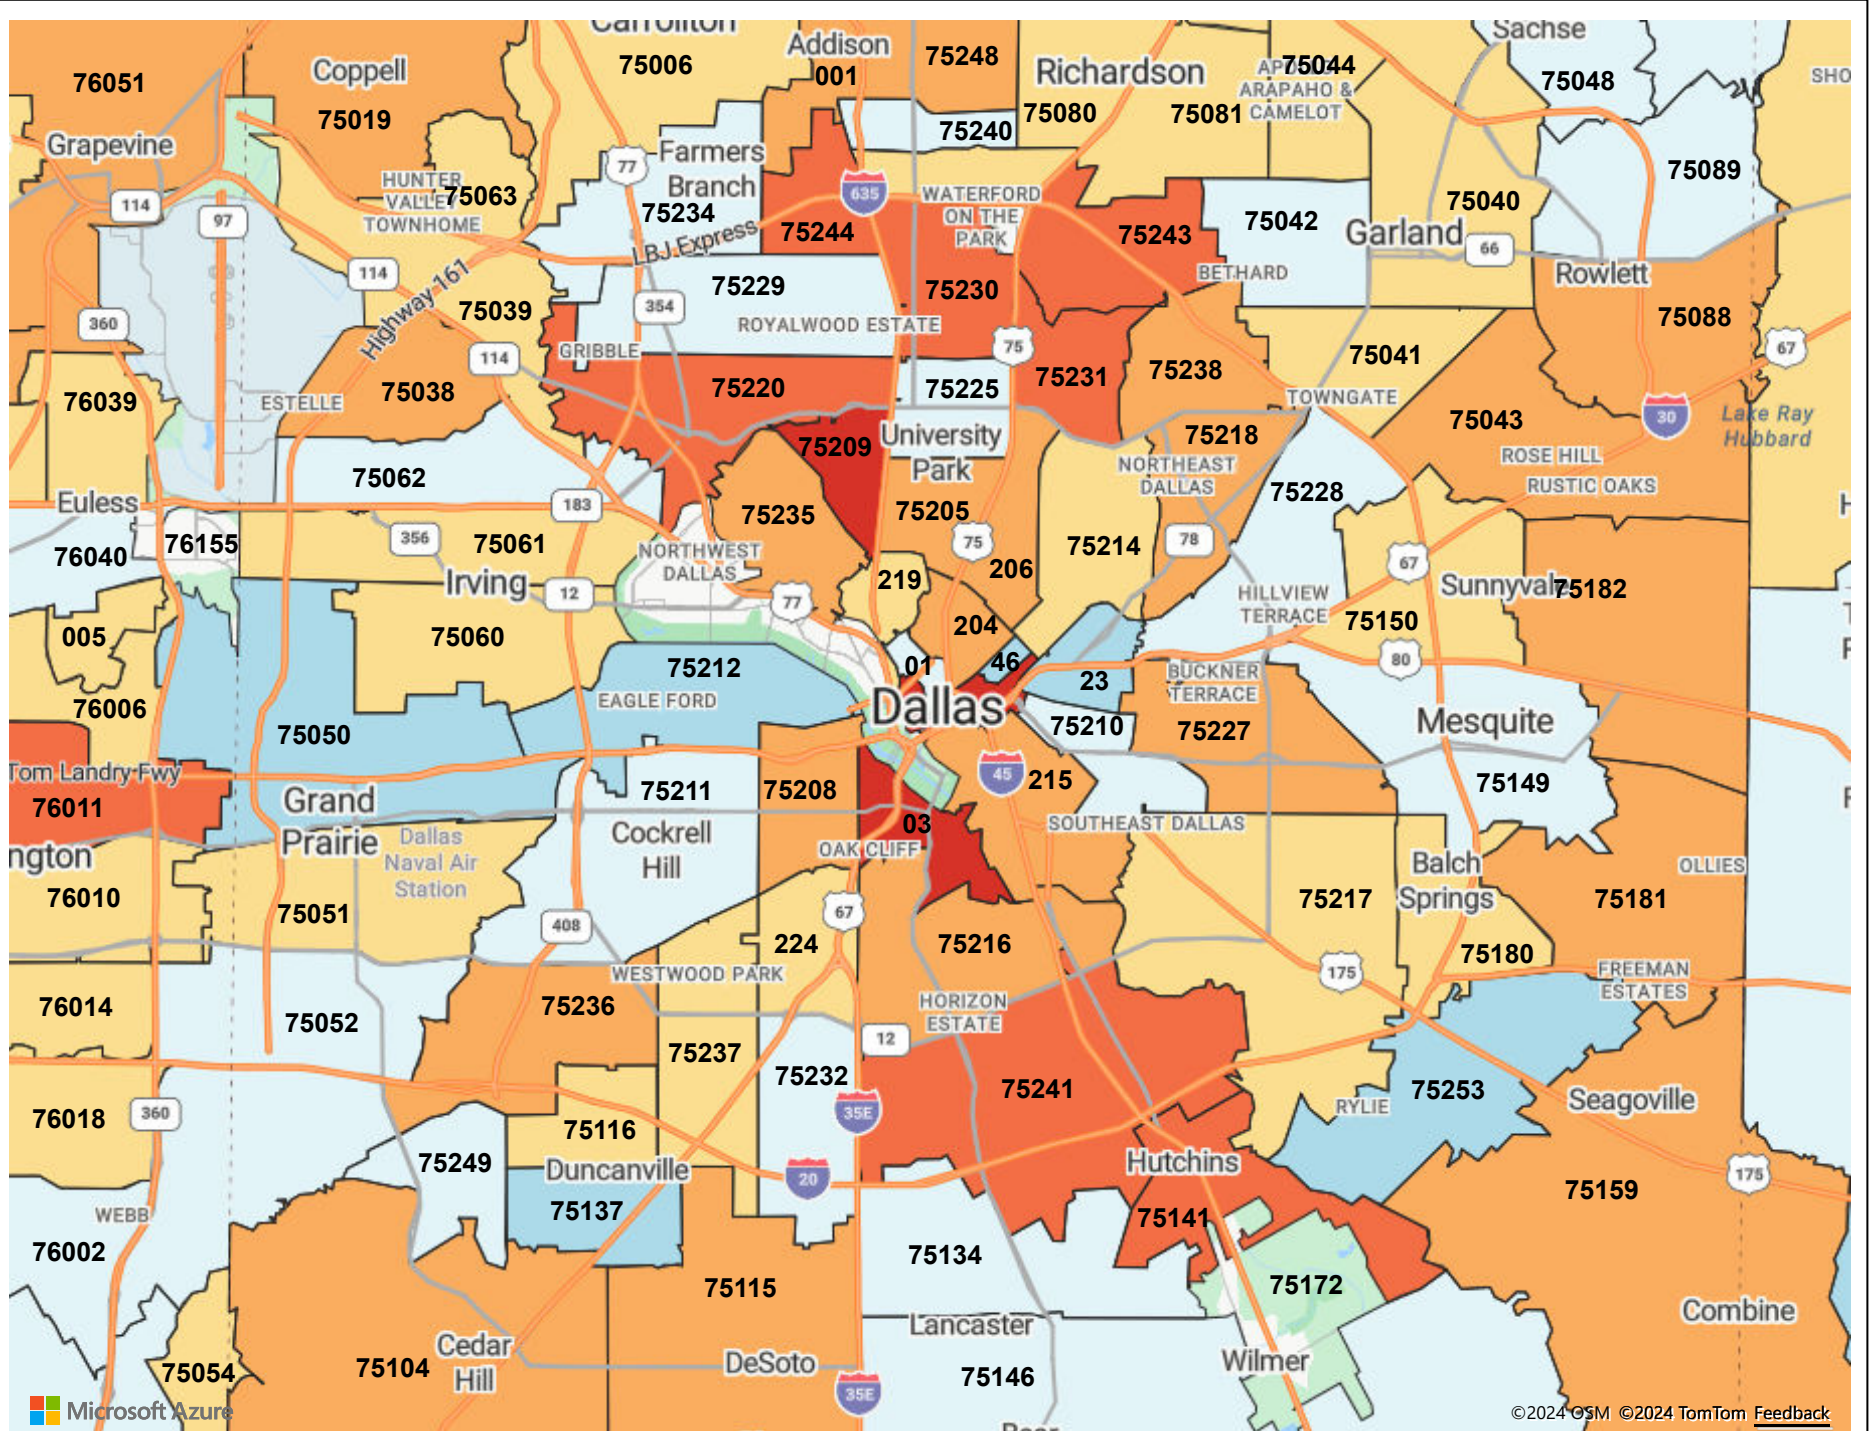 Carrollton
Addison
001
75248
75006
Sachse
76051
Coppell
75019
Richardson
75044
APOLLO
ARAPAHO &
CAMELOT
75048
SHO
75080
75081
75240
Grapevine
77
Farmers
Branch
75089
HUNTER
VALLEY
TOWNHOME
75063
114
97
75234
635
WATERFORD
ON THE
PARK
75040
75244
LBJ Express
75243
75042
Garland
66
BETHARD
Rowlett
114
Highway 161
75229
75230
75039
354
ROYALWOOD ESTATE
75088
360
GRIBBLE
75
67
114
75041
75238
75231
76039
ESTELLE
75038
75220
75225
TOWNGATE
30
Lake Ray
Hubbard
75043
75209
University
Park
75218
ROSE HILL
NORTHEAST
DALLAS
75062
RUSTIC OAKS
75228
Euless
183
75235
75205
76040
76155
356
75061
NORTHWEST
DALLAS
75
75214
78
67
206
219
Irving
12
77
HILLVIEW
TERRACE
Sunnyvale
75182
005
75060
204
75150
01
46
80
75212
23
BUCKNER
TERRACE
EAGLE FORD
76006
Dallas
75050
75210
75227
Mesquite
Tom Landry Fwy
45
215
75149
76011
75211
75208
Grand
Prairie
Dallas
Naval Air
Station
Cockrell
Hill
03
SOUTHEAST DALLAS
OAK CLIFF
ngton
Balch
Springs
OLLIES
76010
75051
67
75217
75181
408
224
75216
75180
WESTWOOD PARK
175
FREEMAN
ESTATES
76014
75052
75236
HORIZON
ESTATE
12
75237
75232
75241
75253
Seagoville
76018
360
35E
RYLIE
75116
75249
Duncanville
Hutchins
20
175
75159
75137
75141
WEBB
76002
75134
75172
75115
Combine
Lancaster
Cedar
Hill
75104
DeSoto
Wilmer
75054
75146
35E
Microsoft Azure
©2024 OSM ©2024 TomTom Feedback